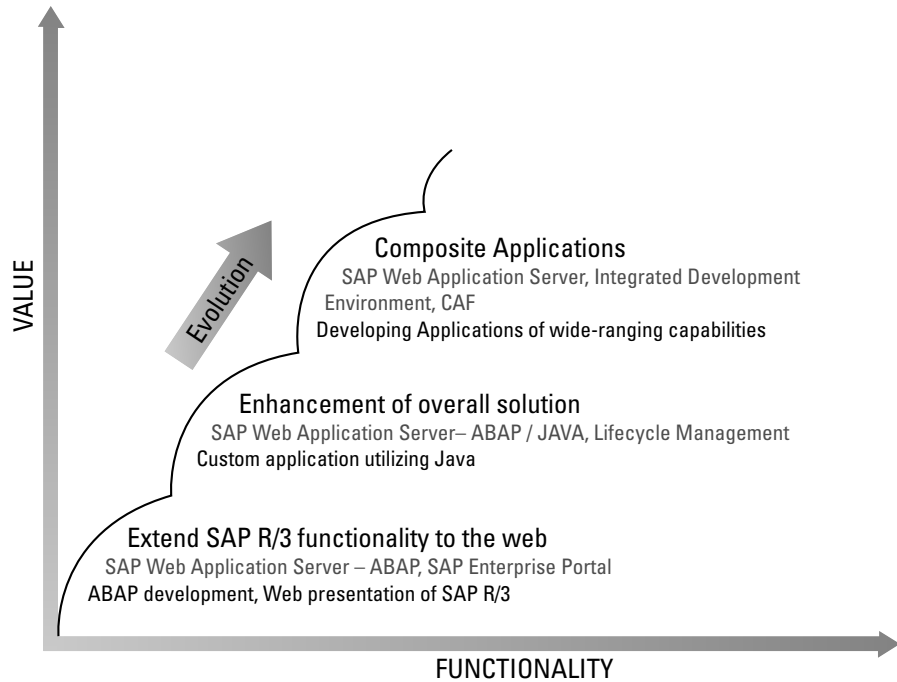 VALUE
Evolution
Composite Applications
SAP Web Application Server, Integrated Development
Environment, CAF
Developing Applications of wide-ranging capabilities
Enhancement of overall solution
SAP Web Application Server– ABAP / JAVA, Lifecycle Management
Custom application utilizing Java
Extend SAP R/3 functionality to the web
SAP Web Application Server – ABAP, SAP Enterprise Portal
ABAP development, Web presentation of SAP R/3
FUNCTIONALITY